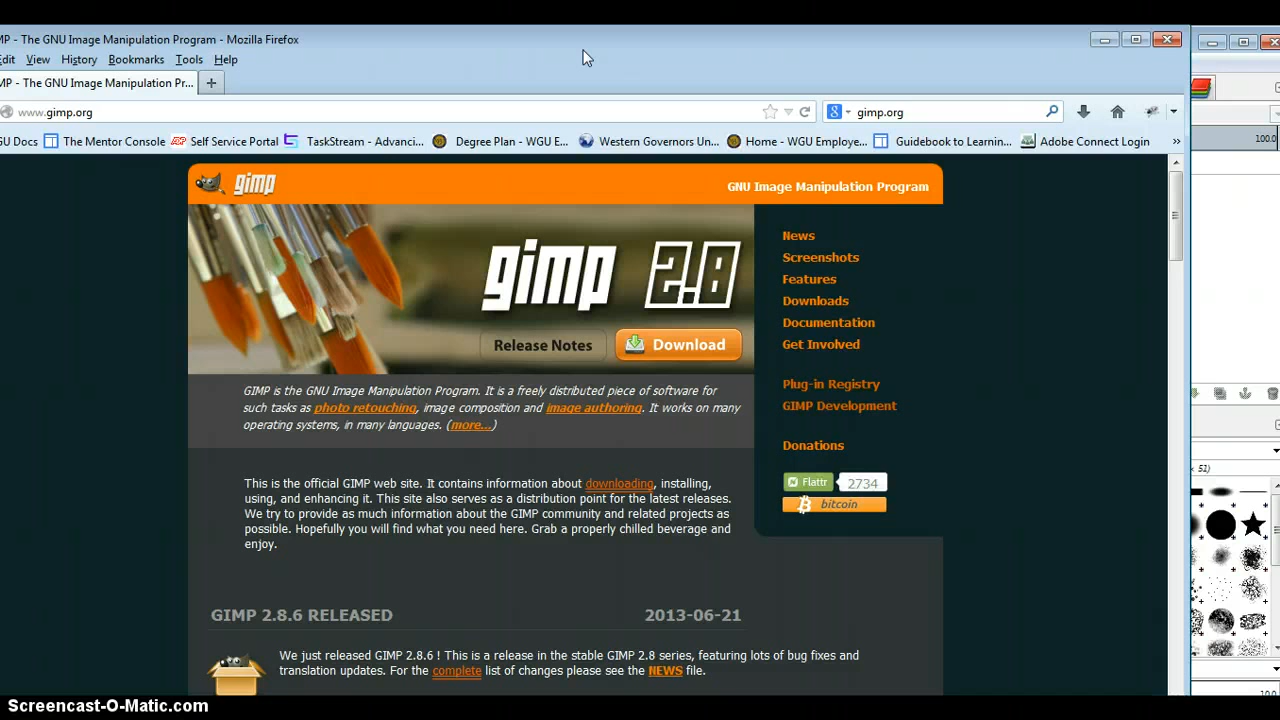 MP - The GNU Image Manipulation Program - Mozilla Firefox
Edit View History Bookmarks Tools Help
MP - The GNU Image Manipulation Pr... +
www.gimp.org gimp.org
GU Docs The Mentor Console Self Service Portal TaskStream - Advanci... Degree Plan - WGU E... Western Governors Un... Home - WGU Employe... Guidebook to Learnin... Adobe Connect Login »
100.0
gimp GNU Image Manipulation Program
gimp 2.8
Release Notes Download
News
Screenshots
Features
Downloads
Documentation
Get Involved
Plug-in Registry
GIMP Development
Donations
Flattr 2734
bitcoin
GIMP is the GNU Image Manipulation Program. It is a freely distributed piece of software for
such tasks as photo retouching, image composition and image authoring. It works on many
operating systems, in many languages. (more...)
This is the official GIMP web site. It contains information about downloading, installing,
using, and enhancing it. This site also serves as a distribution point for the latest releases.
We try to provide as much information about the GIMP community and related projects as
possible. Hopefully you will find what you need here. Grab a properly chilled beverage and
enjoy.
51)
GIMP 2.8.6 RELEASED 2013-06-21
We just released GIMP 2.8.6 ! This is a release in the stable GIMP 2.8 series, featuring lots of bug fixes and
translation updates. For the complete list of changes please see the NEWS file.
10.0
Screencast-O-Matic.com